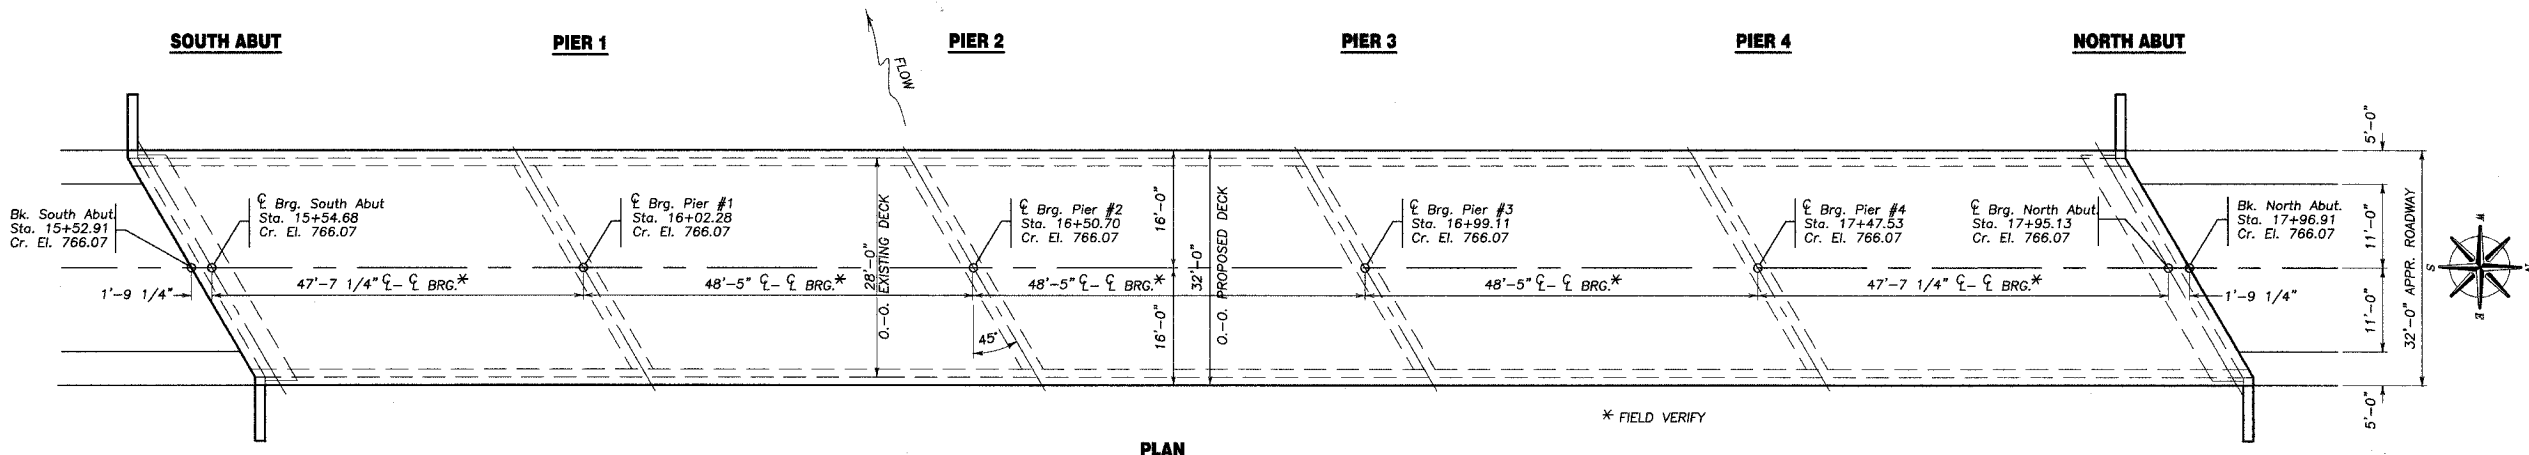 SOUTH ABUT
PIER 1
PIER 2
PIER 3
PIER 4
NORTH ABUT
FLOW
Bk. South Abut.
Sta. 15+52.91
Cr. El. 766.07
℄ Brg. South Abut
Sta. 15+54.68
Cr. El. 766.07
℄ Brg. Pier #1
Sta. 16+02.28
Cr. El. 766.07
℄ Brg. Pier #2
Sta. 16+50.70
Cr. El. 766.07
℄ Brg. Pier #3
Sta. 16+99.11
Cr. El. 766.07
℄ Brg. Pier #4
Sta. 17+47.53
Cr. El. 766.07
℄ Brg. North Abut.
Sta. 17+95.13
Cr. El. 766.07
Bk. North Abut.
Sta. 17+96.91
Cr. El. 766.07
1'-9 1/4"
47'-7 1/4" ℄-℄ BRG.*
48'-5" ℄-℄ BRG.*
48'-5" ℄-℄ BRG.*
48'-5" ℄-℄ BRG.*
47'-7 1/4" ℄-℄ BRG.*
1'-9 1/4"
28'-0"
O.-O. EXISTING DECK
16'-0"
16'-0"
32'-0"
O.-O. PROPOSED DECK
45°
5'-0"
11'-0"
11'-0"
5'-0"
32'-0" APPR. ROADWAY
W
S
N
E
* FIELD VERIFY
PLAN